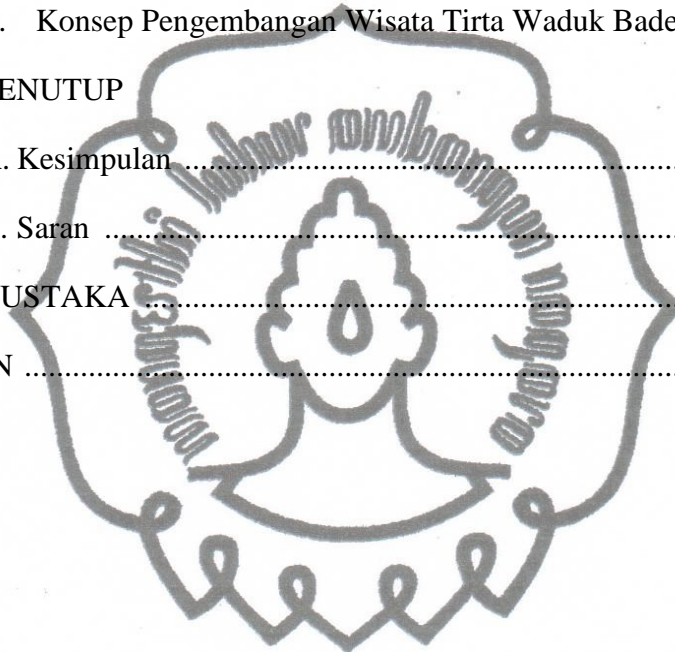 . Konsep Pengembangan Wisata Tirta Waduk Bade
ENUTUP
. Kesimpulan ..........................................................................
. Saran ....................................................................................
USTAKA ..............................................................................
N ................................................................................................